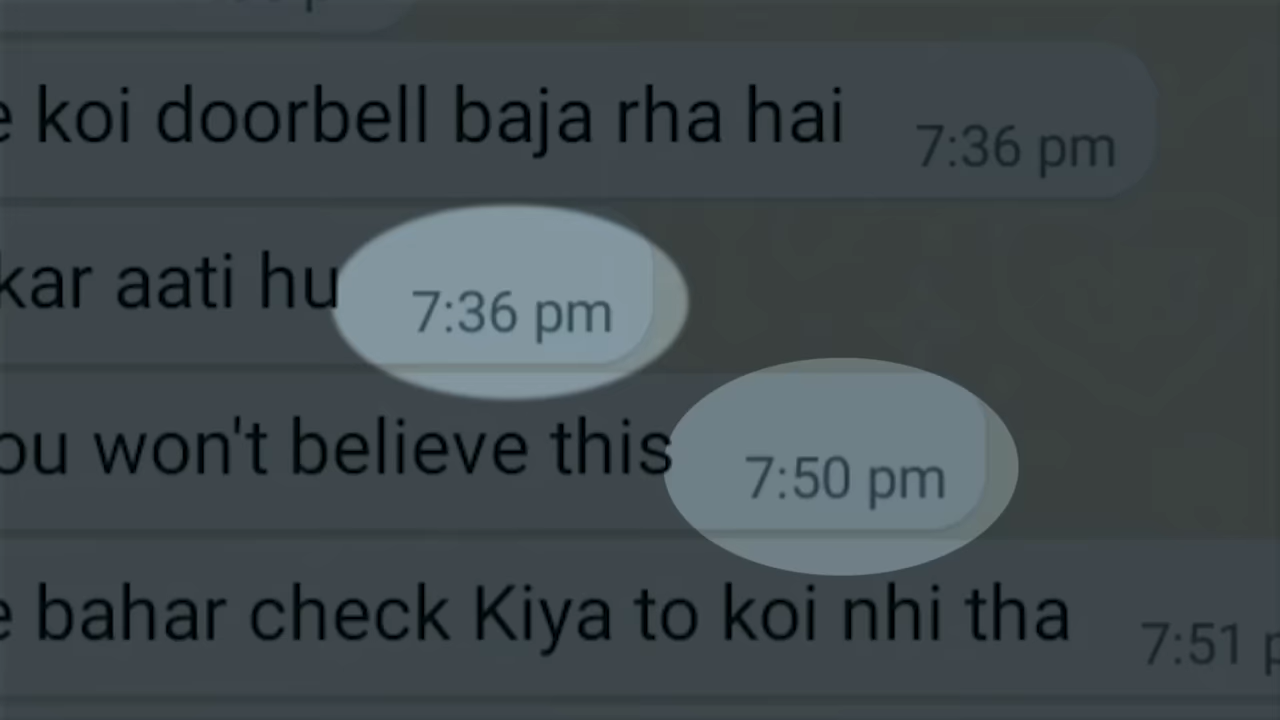 koi doorbell baja rha hai 7:36 pm
kar aati hu 7:36 pm
won't believe this 7:50 pm
bahar check Kiya to koi nhi tha 7:51